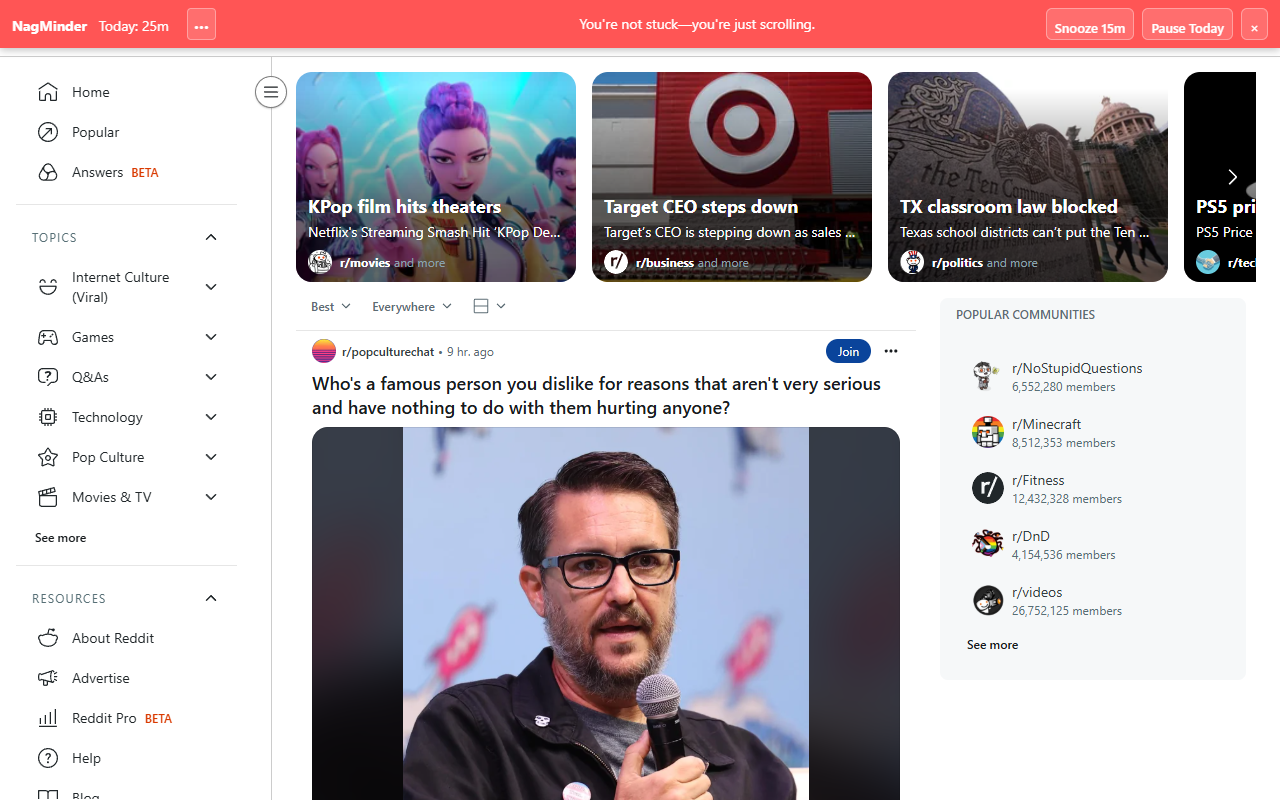 NagMinder Today: 25m ... You're not stuck—you're just scrolling. Snooze 15m Pause Today ×
Home
Popular
Answers BETA
TOPICS
Internet Culture
(Viral)
Games
Q&As
Technology
Pop Culture
Movies & TV
See more
RESOURCES
About Reddit
Advertise
Reddit Pro BETA
Help
Blog
KPop film hits theaters
Netflix's Streaming Smash Hit 'KPop De...
r/movies and more
Target CEO steps down
Target's CEO is stepping down as sales ...
r/business and more
TX classroom law blocked
Texas school districts can't put the Ten ...
r/politics and more
PS5 pri
PS5 Price
r/tec
Best Everywhere
r/popculturechat • 9 hr. ago Join
Who's a famous person you dislike for reasons that aren't very serious
and have nothing to do with them hurting anyone?
POPULAR COMMUNITIES
r/NoStupidQuestions
6,552,280 members
r/Minecraft
8,512,353 members
r/Fitness
12,432,328 members
r/DnD
4,154,536 members
r/videos
26,752,125 members
See more